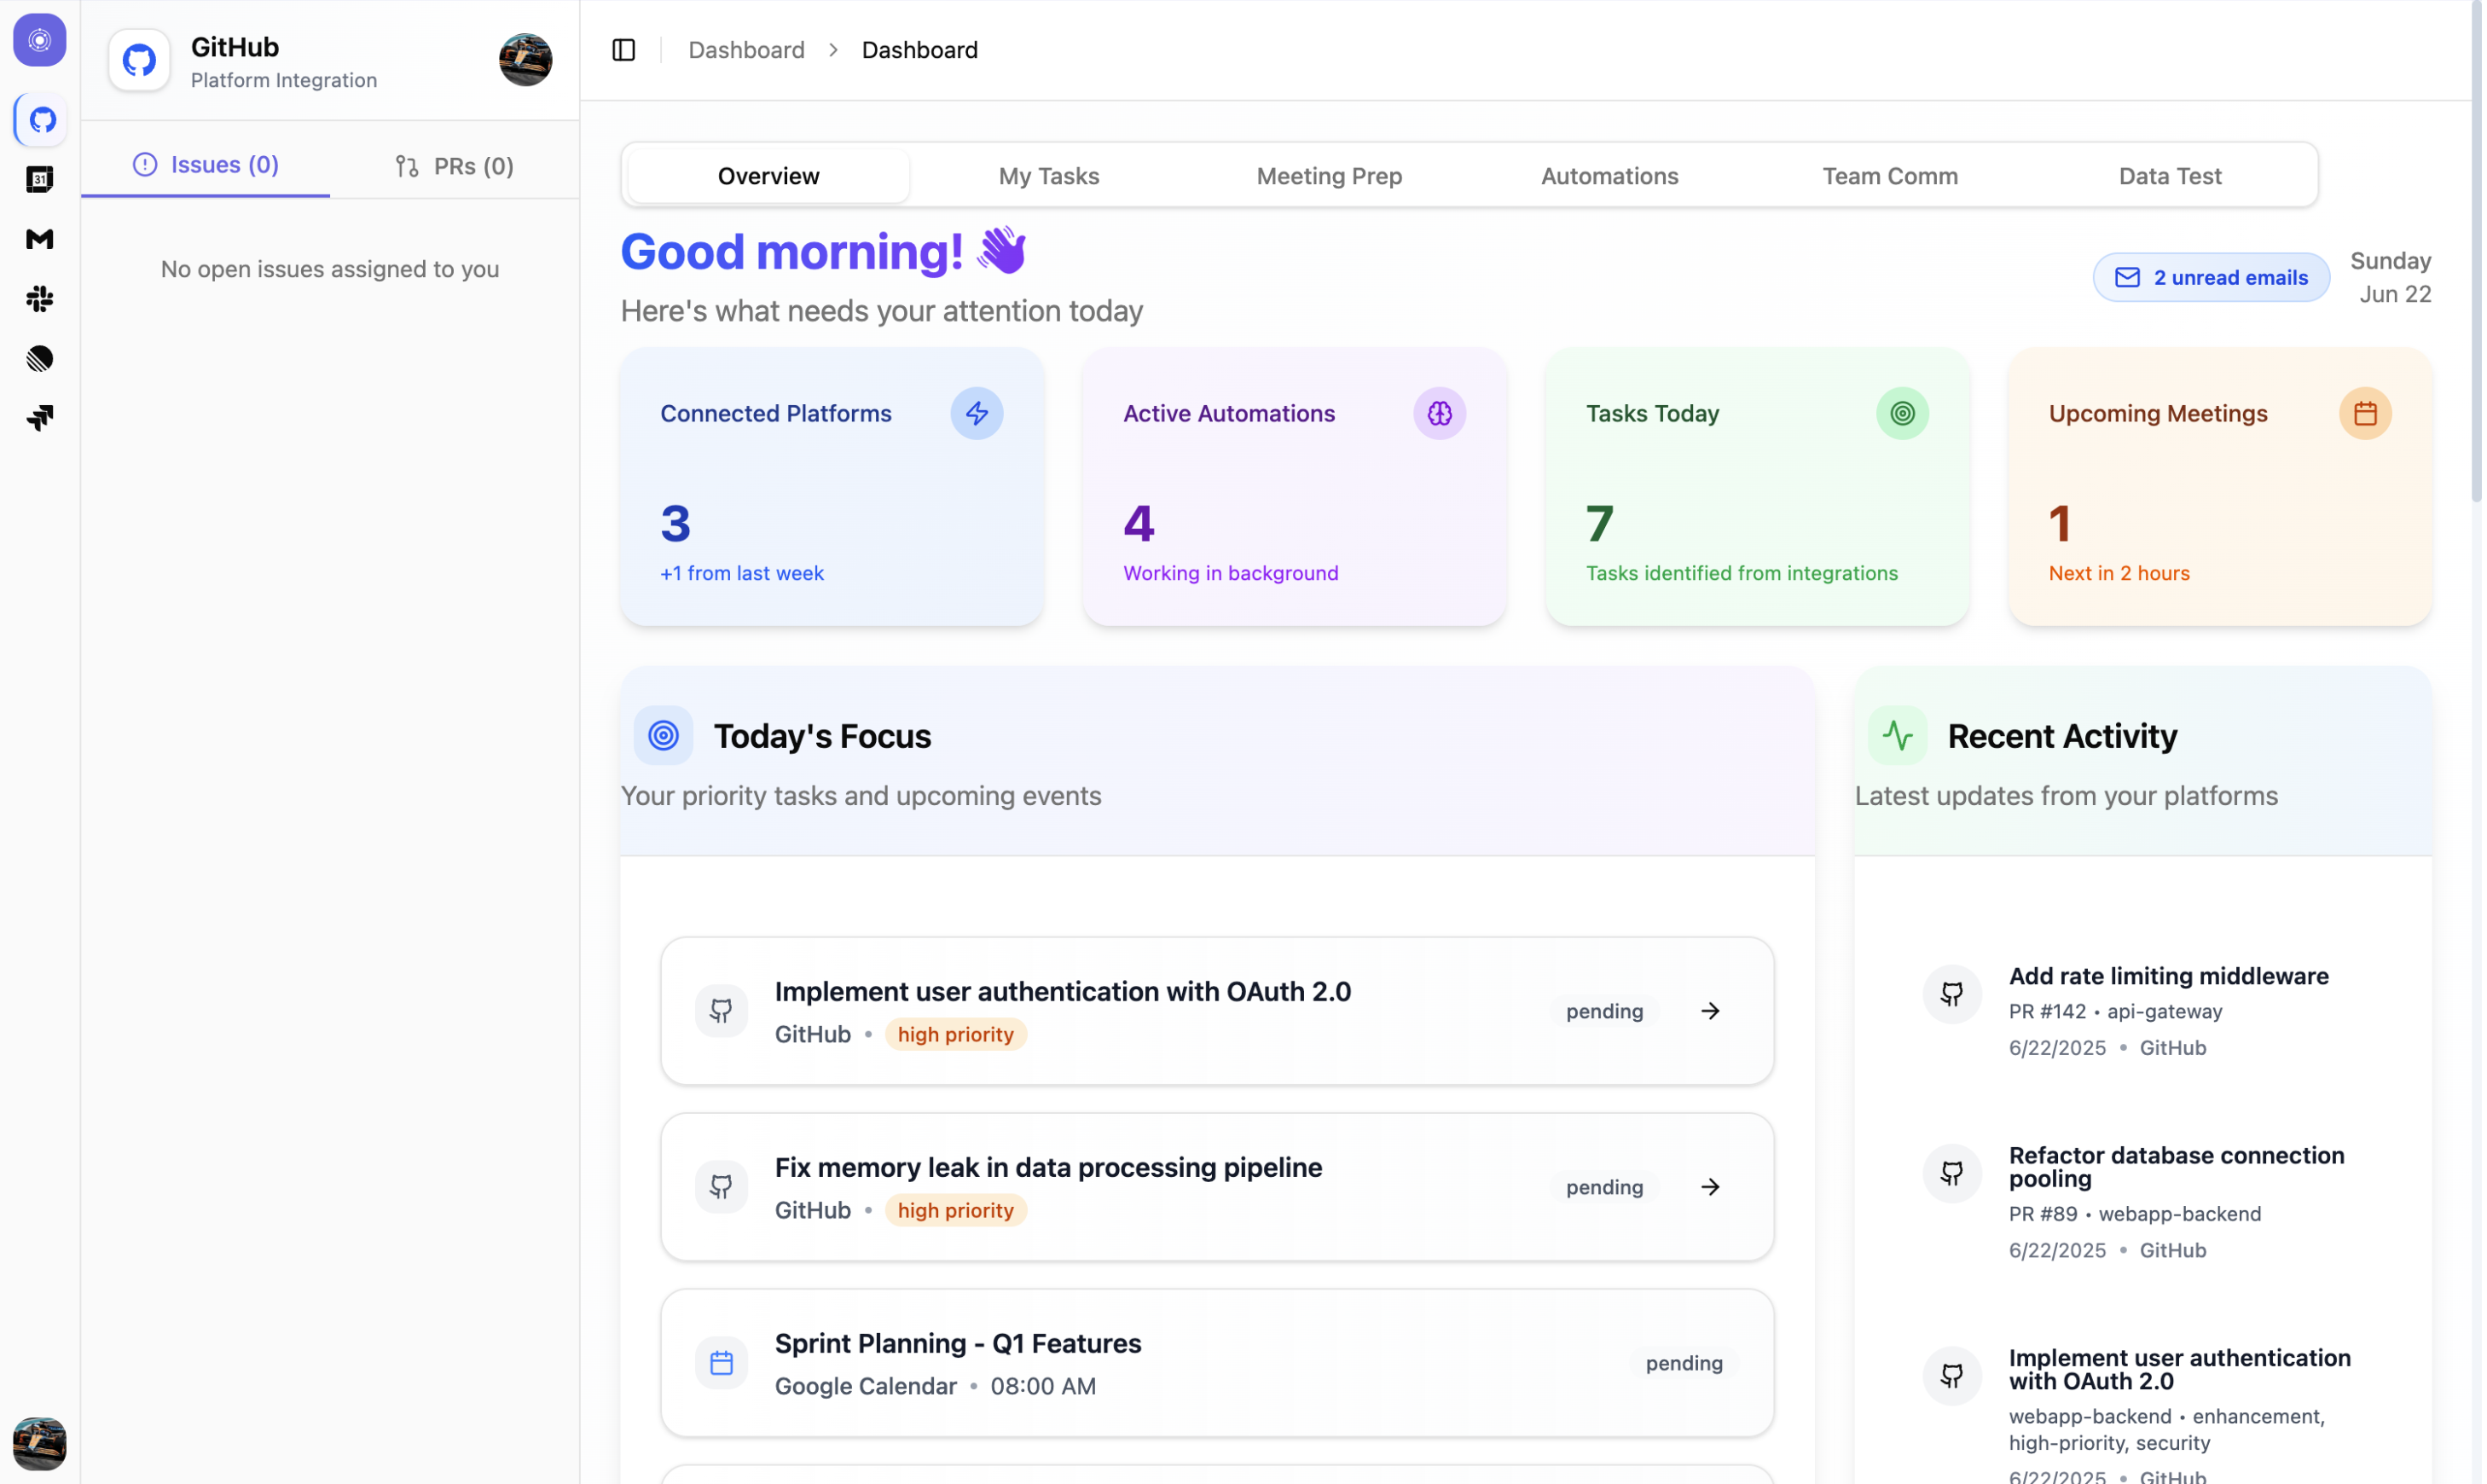 GitHub
Platform Integration
Issues (0)
PRs (0)
No open issues assigned to you
31
Dashboard > Dashboard
Overview
My Tasks
Meeting Prep
Automations
Team Comm
Data Test
Good morning! 👋
Here's what needs your attention today
2 unread emails
Sunday
Jun 22
Connected Platforms
3
+1 from last week
Active Automations
4
Working in background
Tasks Today
7
Tasks identified from integrations
Upcoming Meetings
1
Next in 2 hours
Today's Focus
Your priority tasks and upcoming events
Implement user authentication with OAuth 2.0
GitHub • high priority
pending
Fix memory leak in data processing pipeline
GitHub • high priority
pending
Sprint Planning - Q1 Features
Google Calendar • 08:00 AM
pending
Recent Activity
Latest updates from your platforms
Add rate limiting middleware
PR #142 • api-gateway
6/22/2025 • GitHub
Refactor database connection
pooling
PR #89 • webapp-backend
6/22/2025 • GitHub
Implement user authentication
with OAuth 2.0
webapp-backend • enhancement,
high-priority, security
6/22/2025 • GitHub